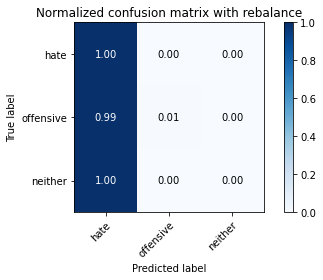 Normalized confusion matrix with rebalance
True label
hate 1.00 0.00 0.00
offensive 0.99 0.01 0.00
neither 1.00 0.00 0.00
hate offensive neither
Predicted label
1.0
0.8
0.6
0.4
0.2
0.0